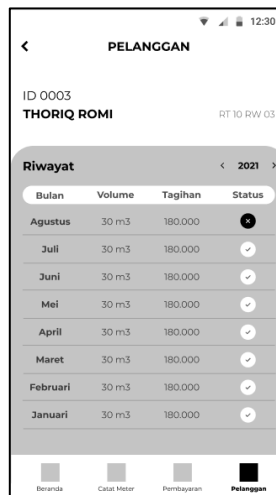 12:30
PELANGGAN
ID 0003
THORIQ ROMI RT 10 RW 03
Riwayat 2021
Bulan Volume Tagihan Status
Agustus 30 m3 180.000
Juli 30 m3 180.000
Juni 30 m3 180.000
Mei 30 m3 180.000
April 30 m3 180.000
Maret 30 m3 180.000
Februari 30 m3 180.000
Januari 30 m3 180.000
Beranda Catat Meter Pembayaran Pelanggan